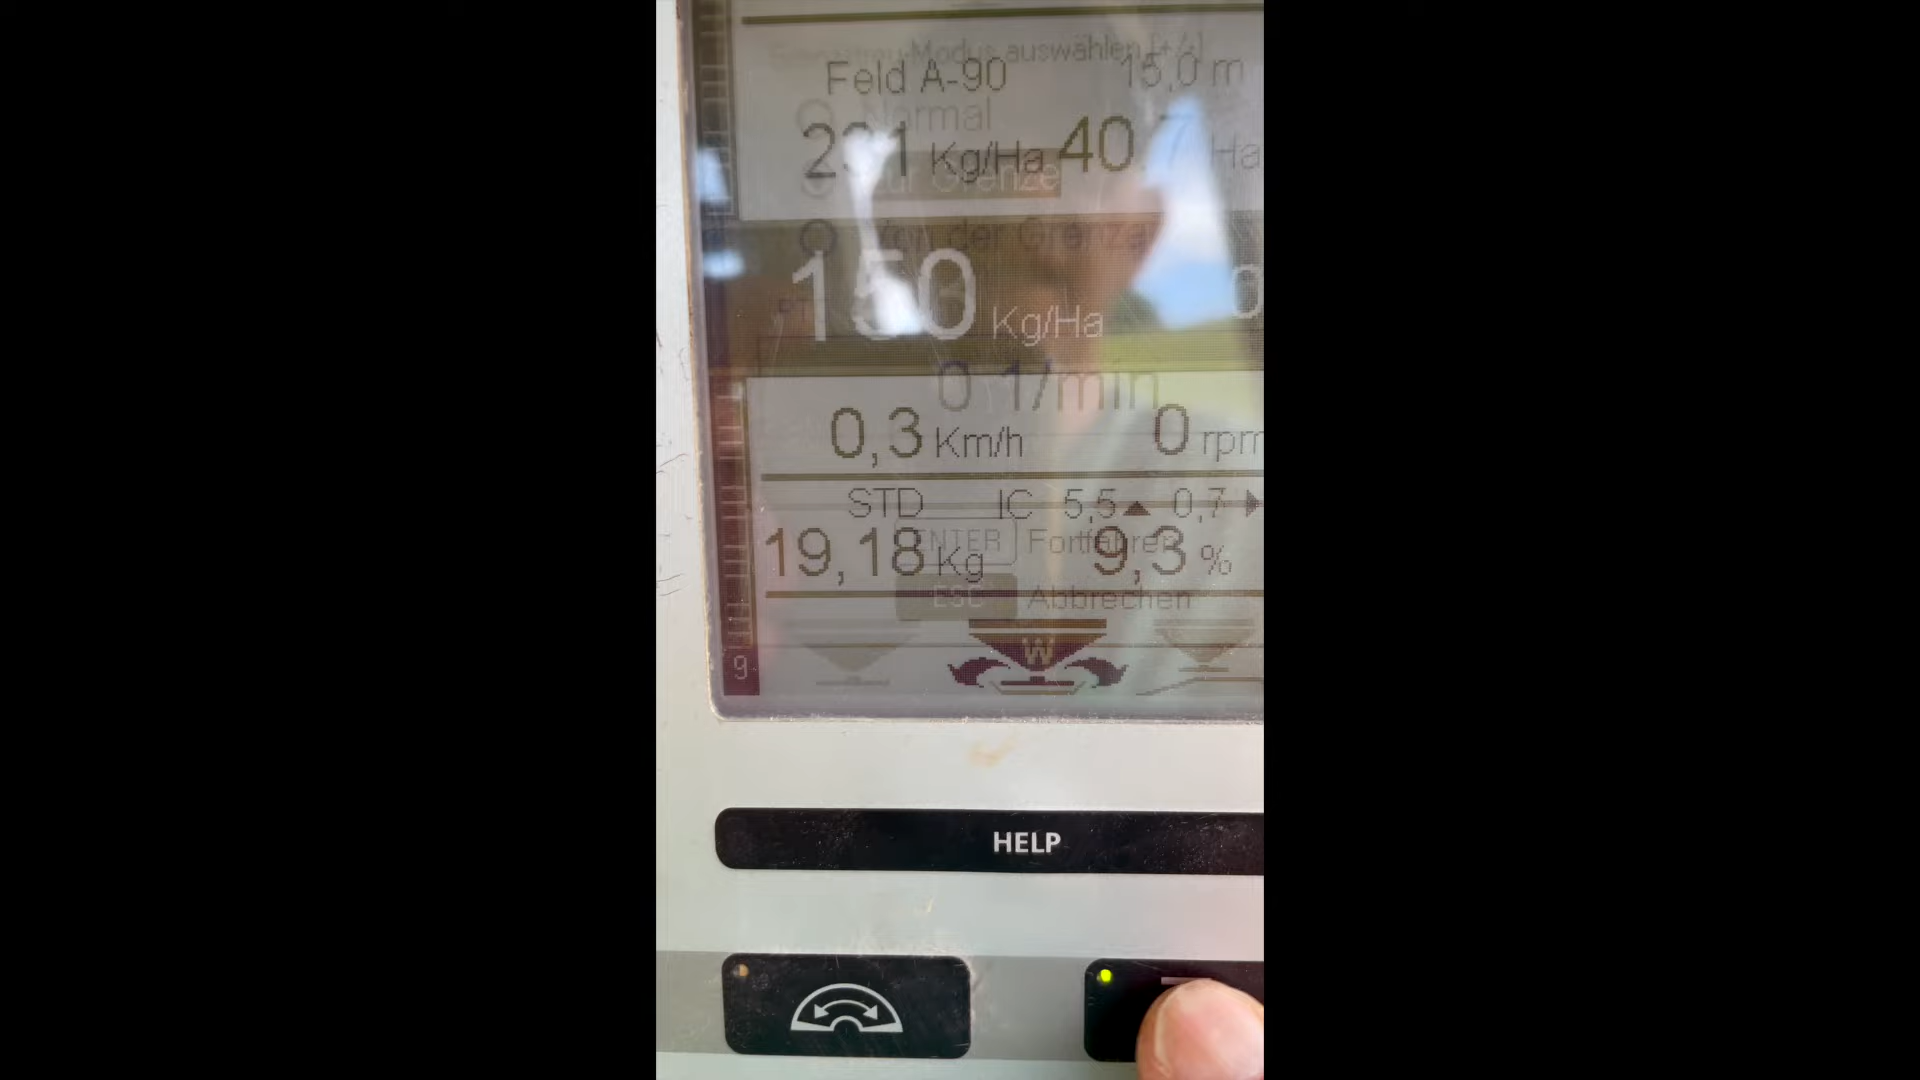 Modus auswählen [+/-]
Feld A-90 15,0 m
Normal
Kg/Ha 40,7 Ha
Zur Grenze
Von der Grenze
150 Kg/Ha 0
0 1/min
0,3 Km/h 0 rpm
STD IC 5,5 0,7
ENTER Fortfahren
19,18 Kg 9,3 %
ESC Abbrechen
W
9
HELP